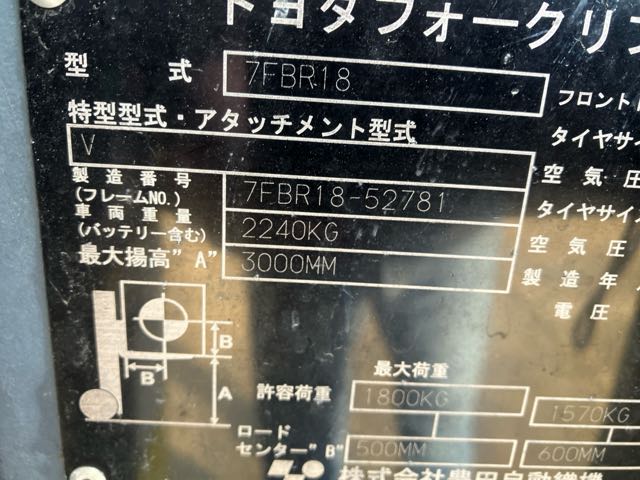 トヨタフォークリフ
型 式 7FBR18
フロント
特型型式・アタッチメント型式
タイヤサイ
V
空気圧
製造番号
(フレームNO.) 7FBR18-52781
タイヤサイズ
車両重量
(バッテリー含む) 2240KG
空気圧
最大揚高"A" 3000MM
製造年
電圧
B
B
A
最大荷重
許容荷重 1800KG 1570KG
ロード
センター"B" 500MM 600MM
株式会社豊田自動織機